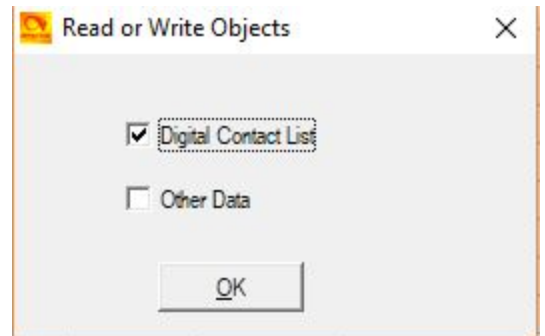 Read or Write Objects
Digital Contact List
Other Data
OK